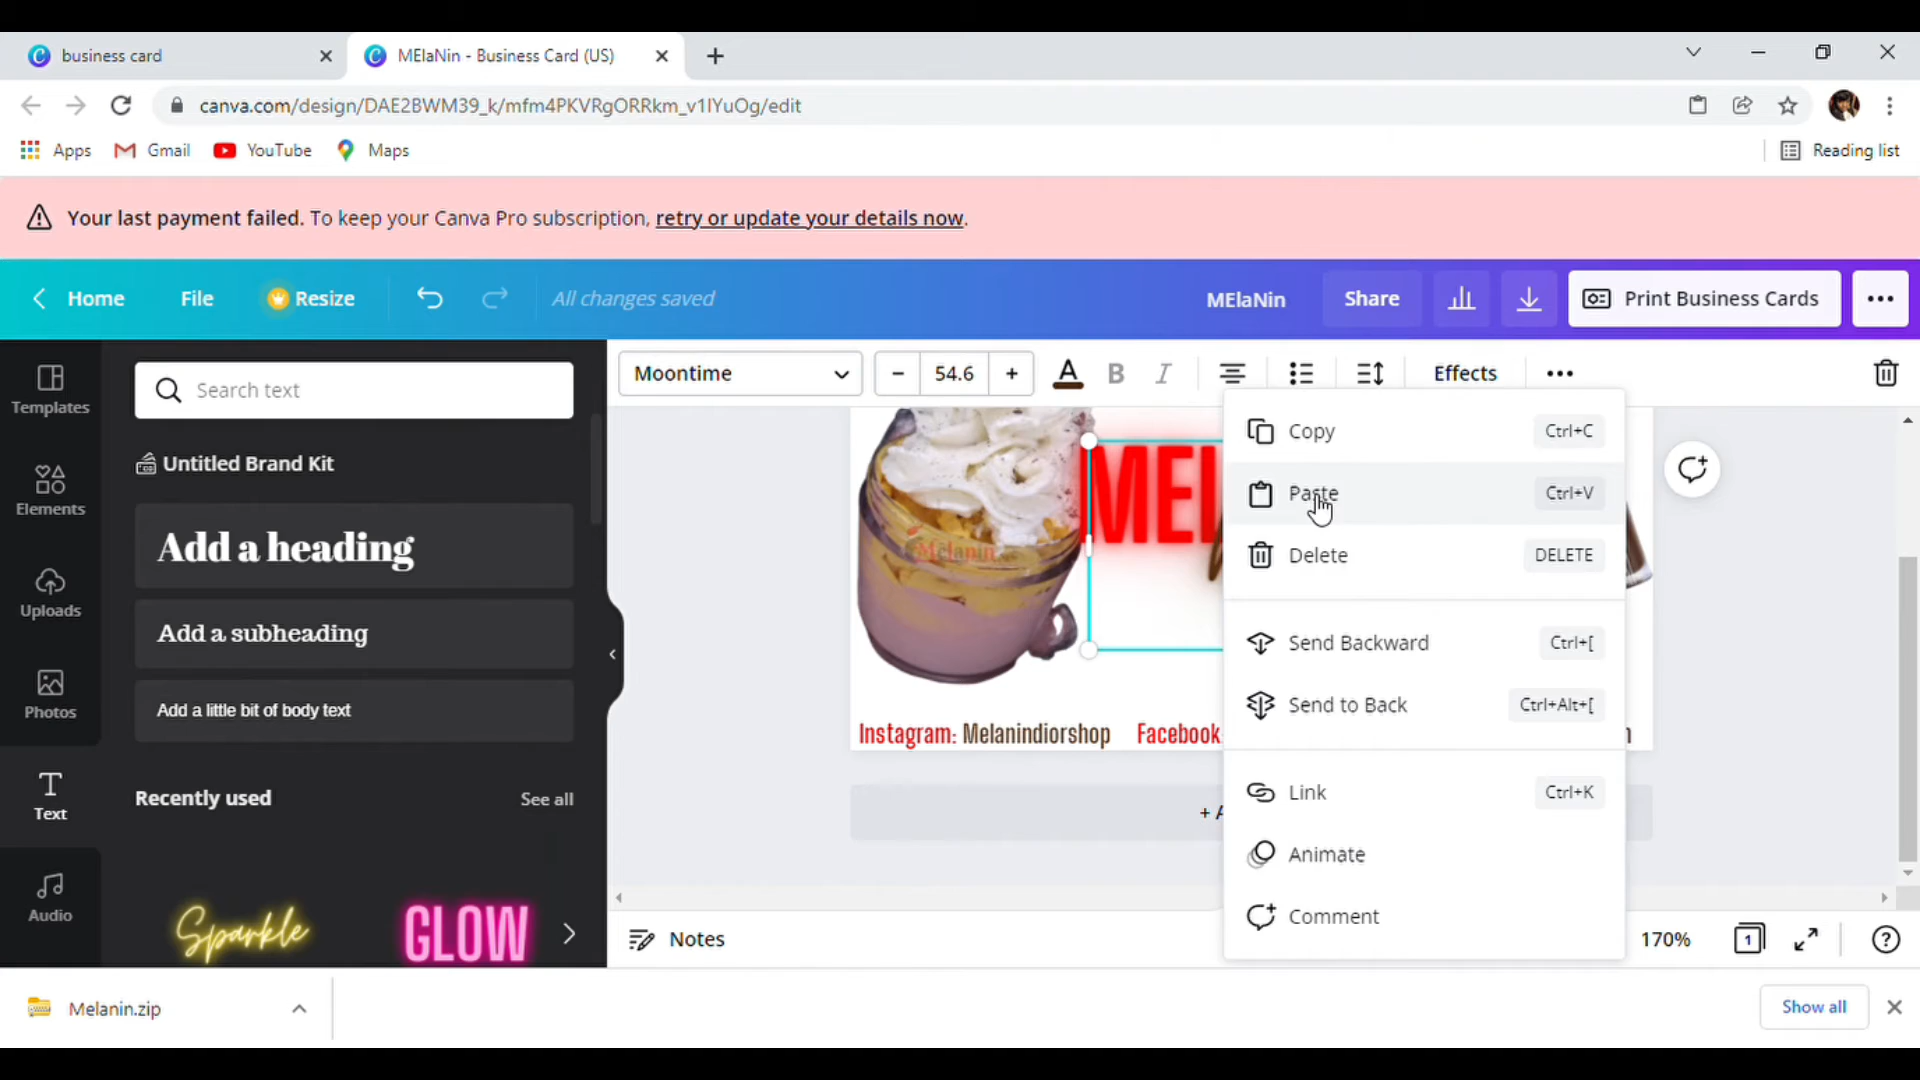 business card
MElaNin - Business Card (US)
canva.com/design/DAE2BWM39_k/mfm4PKVRgORRkm_v1IYuOg/edit
Apps
Gmail
YouTube
Maps
Reading list
Your last payment failed. To keep your Canva Pro subscription, retry or update your details now.
Home
File
Resize
All changes saved
MElaNin
Share
Print Business Cards
Templates
Elements
Uploads
Photos
Text
Audio
Search text
Untitled Brand Kit
Add a heading
Add a subheading
Add a little bit of body text
Recently used
See all
Sparkle
GLOW
Moontime
54.6
A
B
I
Effects
Melanin
MEL
Instagram: Melanindiorshop
Facebook
Copy Ctrl+C
Paste Ctrl+V
Delete DELETE
Send Backward Ctrl+[
Send to Back Ctrl+Alt+[
Link Ctrl+K
Animate
Comment
+ A
Notes
170%
1
Melanin.zip
Show all